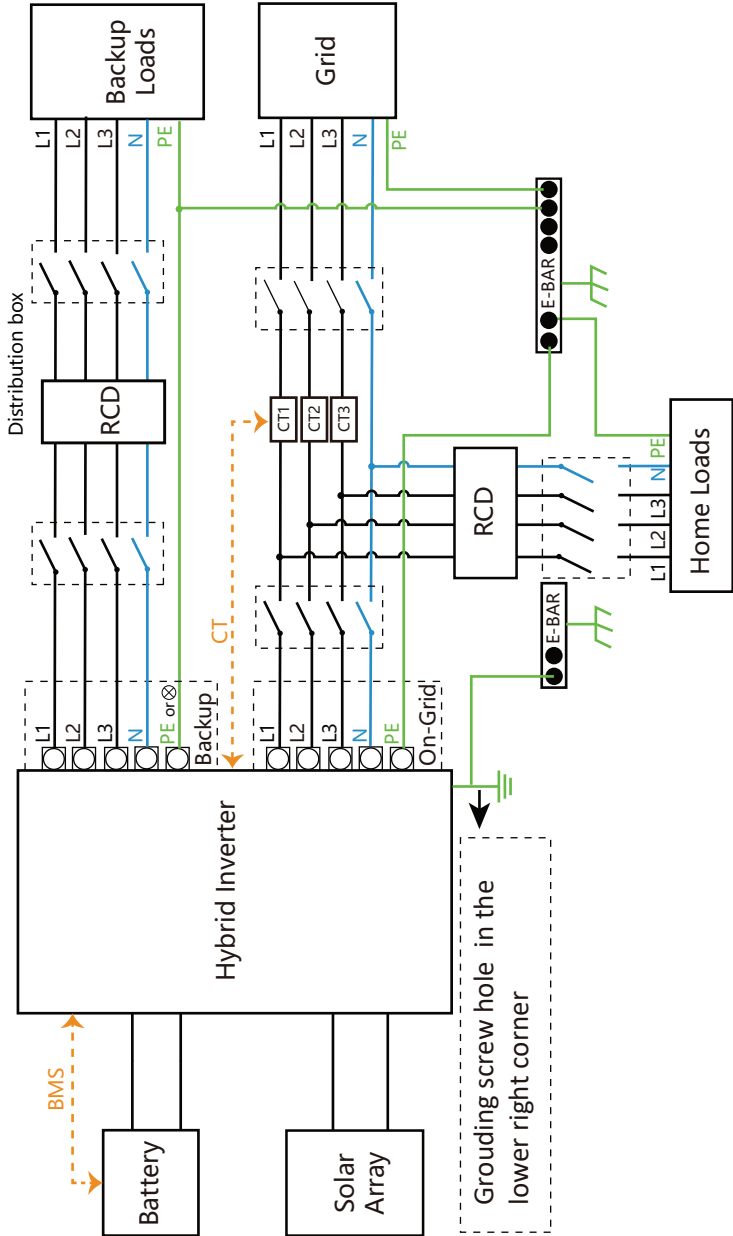 Distribution box
Backup
Loads
L1
L2
L3
N
PE
RCD
L1
L2
L3
N
PE or ⊗
Backup
Grid
L1
L2
L3
N
PE
CT1
CT2
CT3
CT
L1
L2
L3
N
PE
On-Grid
E-BAR
RCD
L1
L2
L3
N
PE
Home Loads
E-BAR
Hybrid Inverter
BMS
Battery
Solar
Array
Grouding screw hole in the
lower right corner